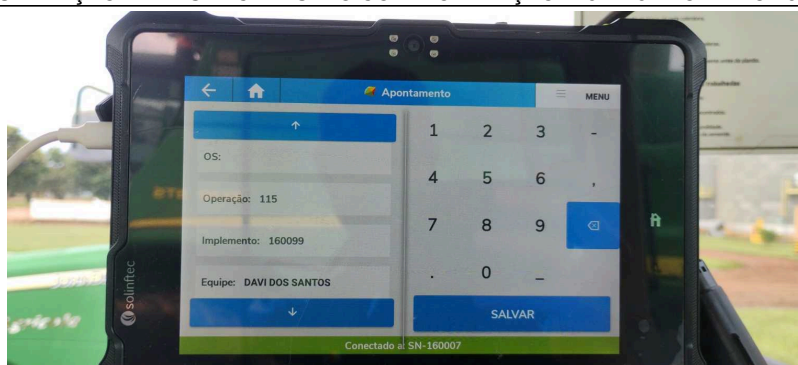 Apontamento
MENU
OS:
Operação: 115
Implemento: 160099
Equipe: DAVI DOS SANTOS
1 2 3 -
4 5 6 ,
7 8 9
. 0 _
SALVAR
Conectado a: SN-160007
solinftec